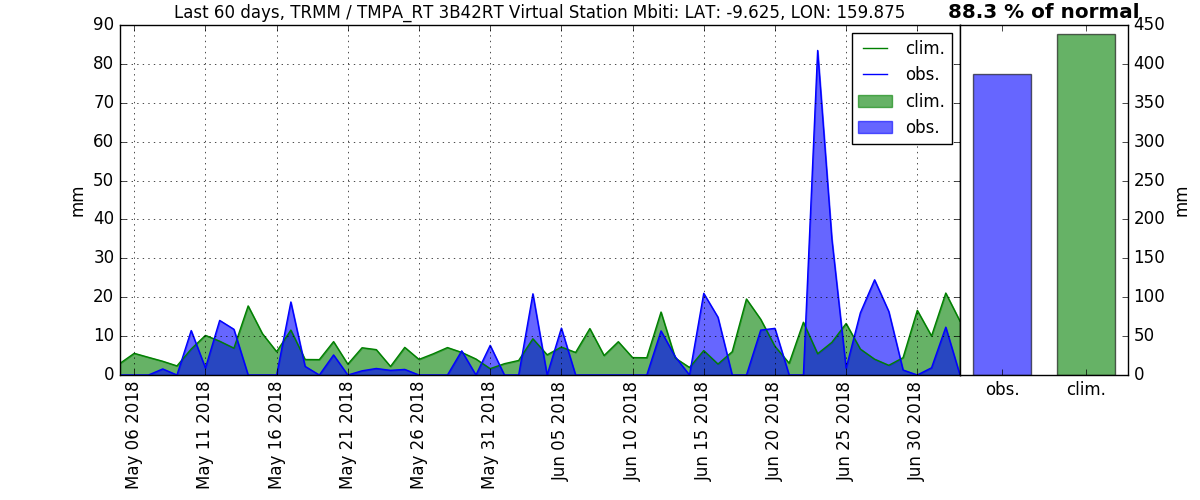 Last 60 days, TRMM / TMPA_RT 3B42RT Virtual Station Mbiti: LAT: -9.625, LON: 159.875
88.3 % of normal
90
80
70
60
50
40
30
20
10
0
mm
clim.
obs.
clim.
obs.
May 06 2018
May 11 2018
May 16 2018
May 21 2018
May 26 2018
May 31 2018
Jun 05 2018
Jun 10 2018
Jun 15 2018
Jun 20 2018
Jun 25 2018
Jun 30 2018
450
400
350
300
250
200
150
100
50
0
mm
obs.
clim.